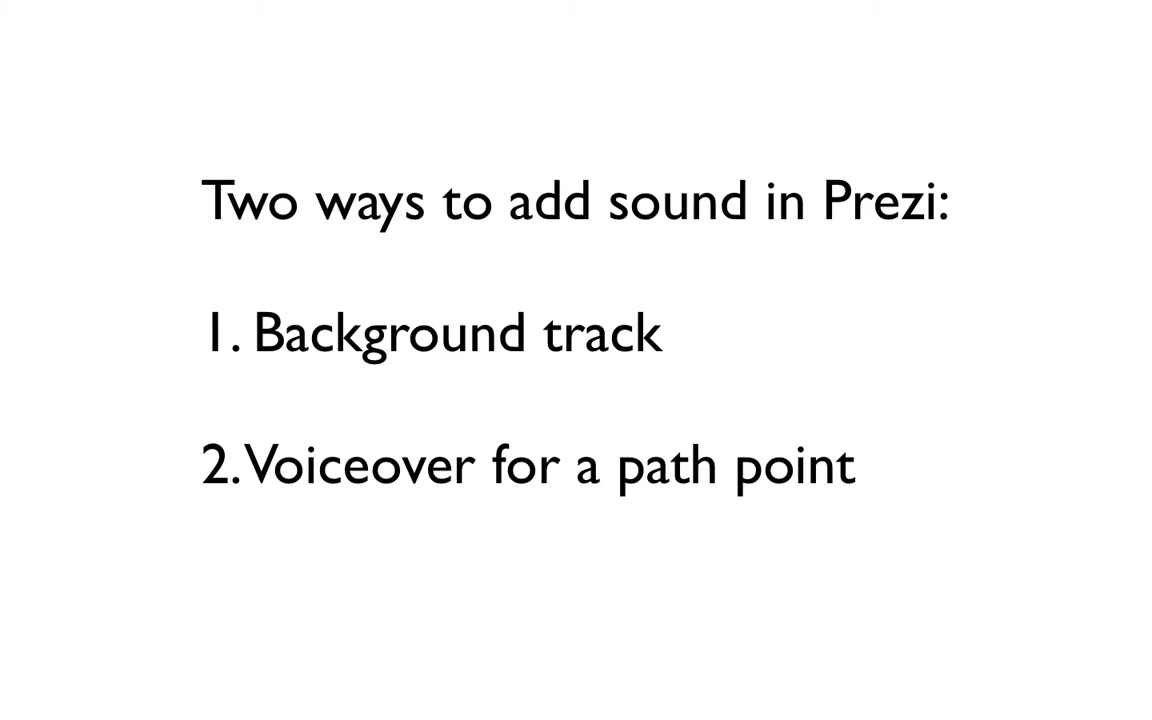 Two ways to add sound in Prezi:
1. Background track
2. Voiceover for a path point